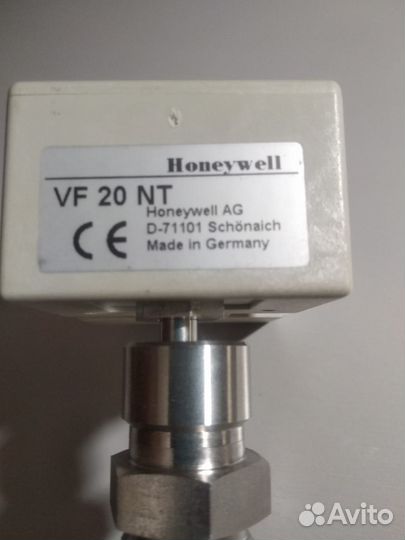 Honeywell
VF 20 NT
Honeywell AG
D-71101 Schönaich
CE Made in Germany
Avito